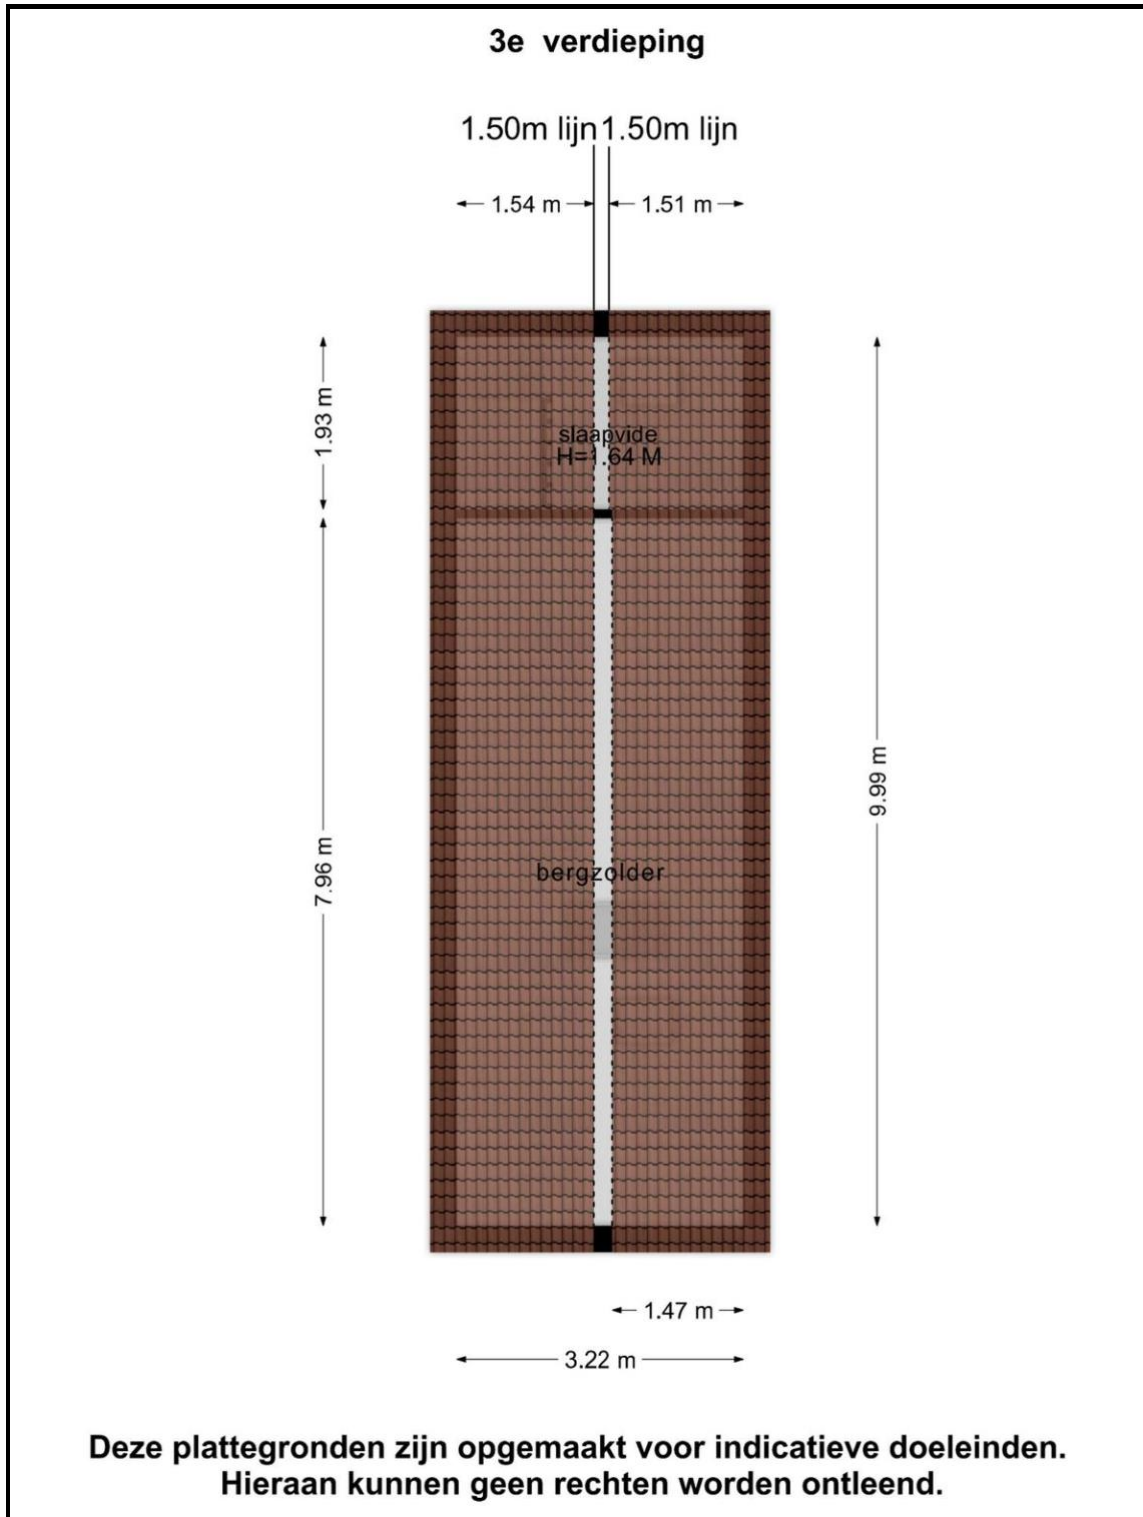 3e verdieping
1.50m lijn 1.50m lijn
1.54 m 1.51 m
1.93 m
slaapvide
H=1.64 M
9.99 m
7.96 m
bergzolder
1.47 m
3.22 m
Deze plattegronden zijn opgemaakt voor indicatieve doeleinden.
Hieraan kunnen geen rechten worden ontleend.